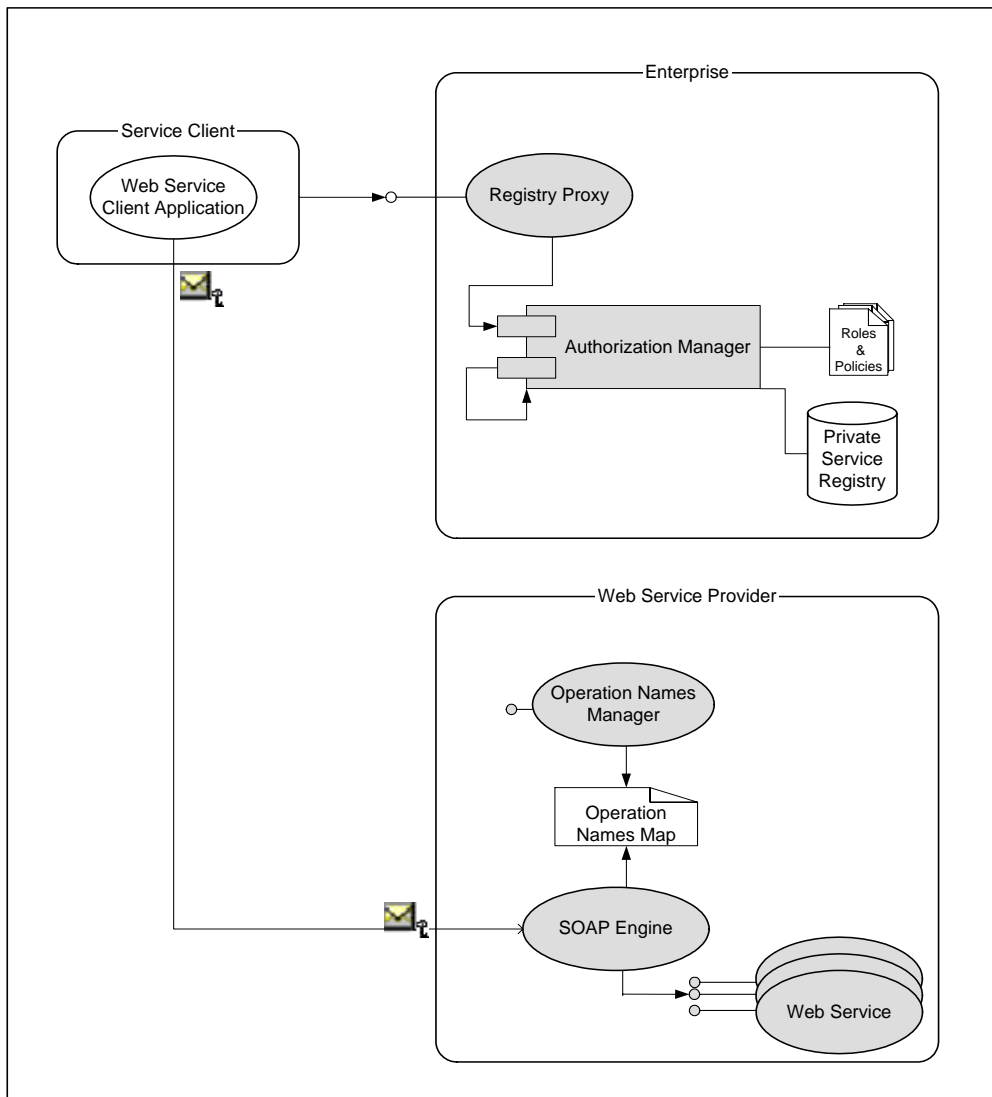 Enterprise
Service Client
Web Service
Client Application
Registry Proxy
Authorization Manager
Roles
&
Policies
Private
Service
Registry
Web Service Provider
Operation Names
Manager
Operation
Names Map
SOAP Engine
Web Service